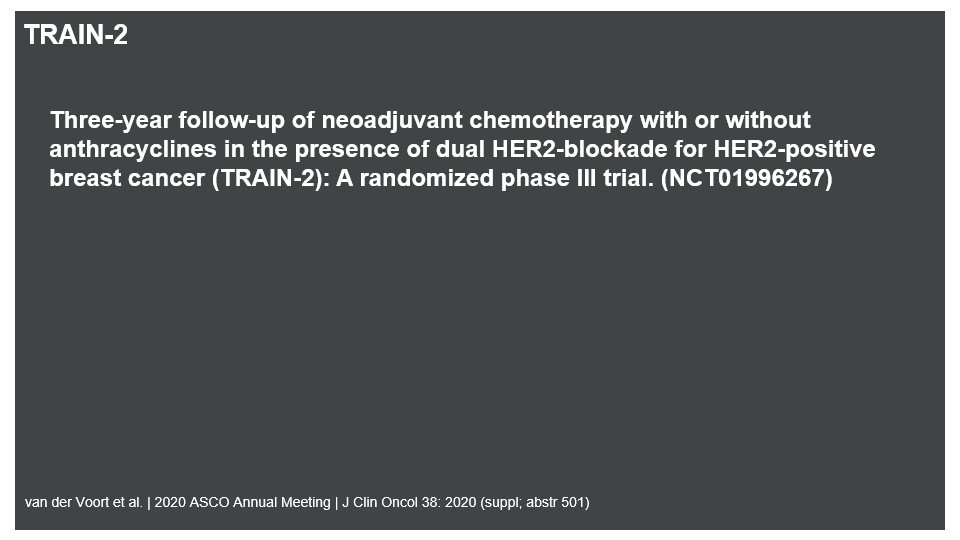 TRAIN-2
Three-year follow-up of neoadjuvant chemotherapy with or without
anthracyclines in the presence of dual HER2-blockade for HER2-positive
breast cancer (TRAIN-2): A randomized phase III trial. (NCT01996267)
van der Voort et al. | 2020 ASCO Annual Meeting | J Clin Oncol 38: 2020 (suppl; abstr 501)